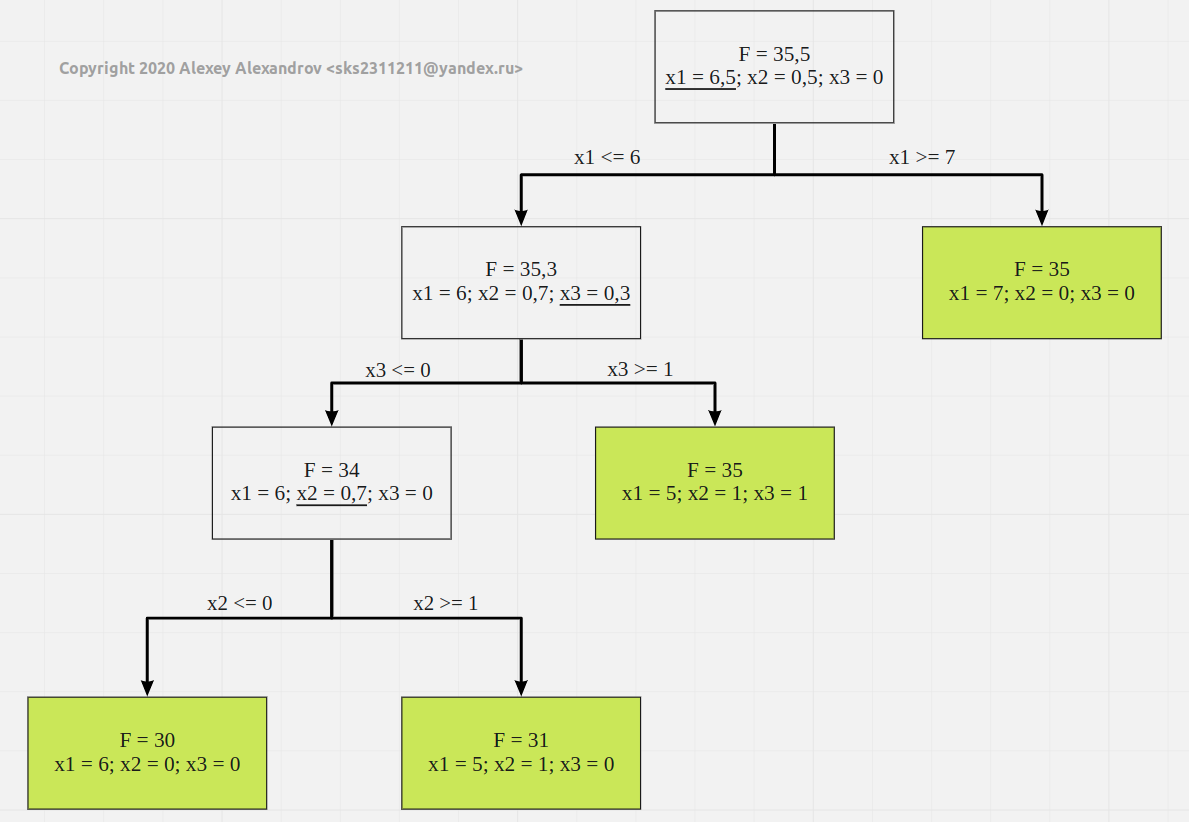 Copyright 2020 Alexey Alexandrov <sks2311211@yandex.ru>
F = 35,5
x1 = 6,5; x2 = 0,5; x3 = 0
x1 <= 6
x1 >= 7
F = 35,3
x1 = 6; x2 = 0,7; x3 = 0,3
F = 35
x1 = 7; x2 = 0; x3 = 0
x3 <= 0
x3 >= 1
F = 34
x1 = 6; x2 = 0,7; x3 = 0
F = 35
x1 = 5; x2 = 1; x3 = 1
x2 <= 0
x2 >= 1
F = 30
x1 = 6; x2 = 0; x3 = 0
F = 31
x1 = 5; x2 = 1; x3 = 0